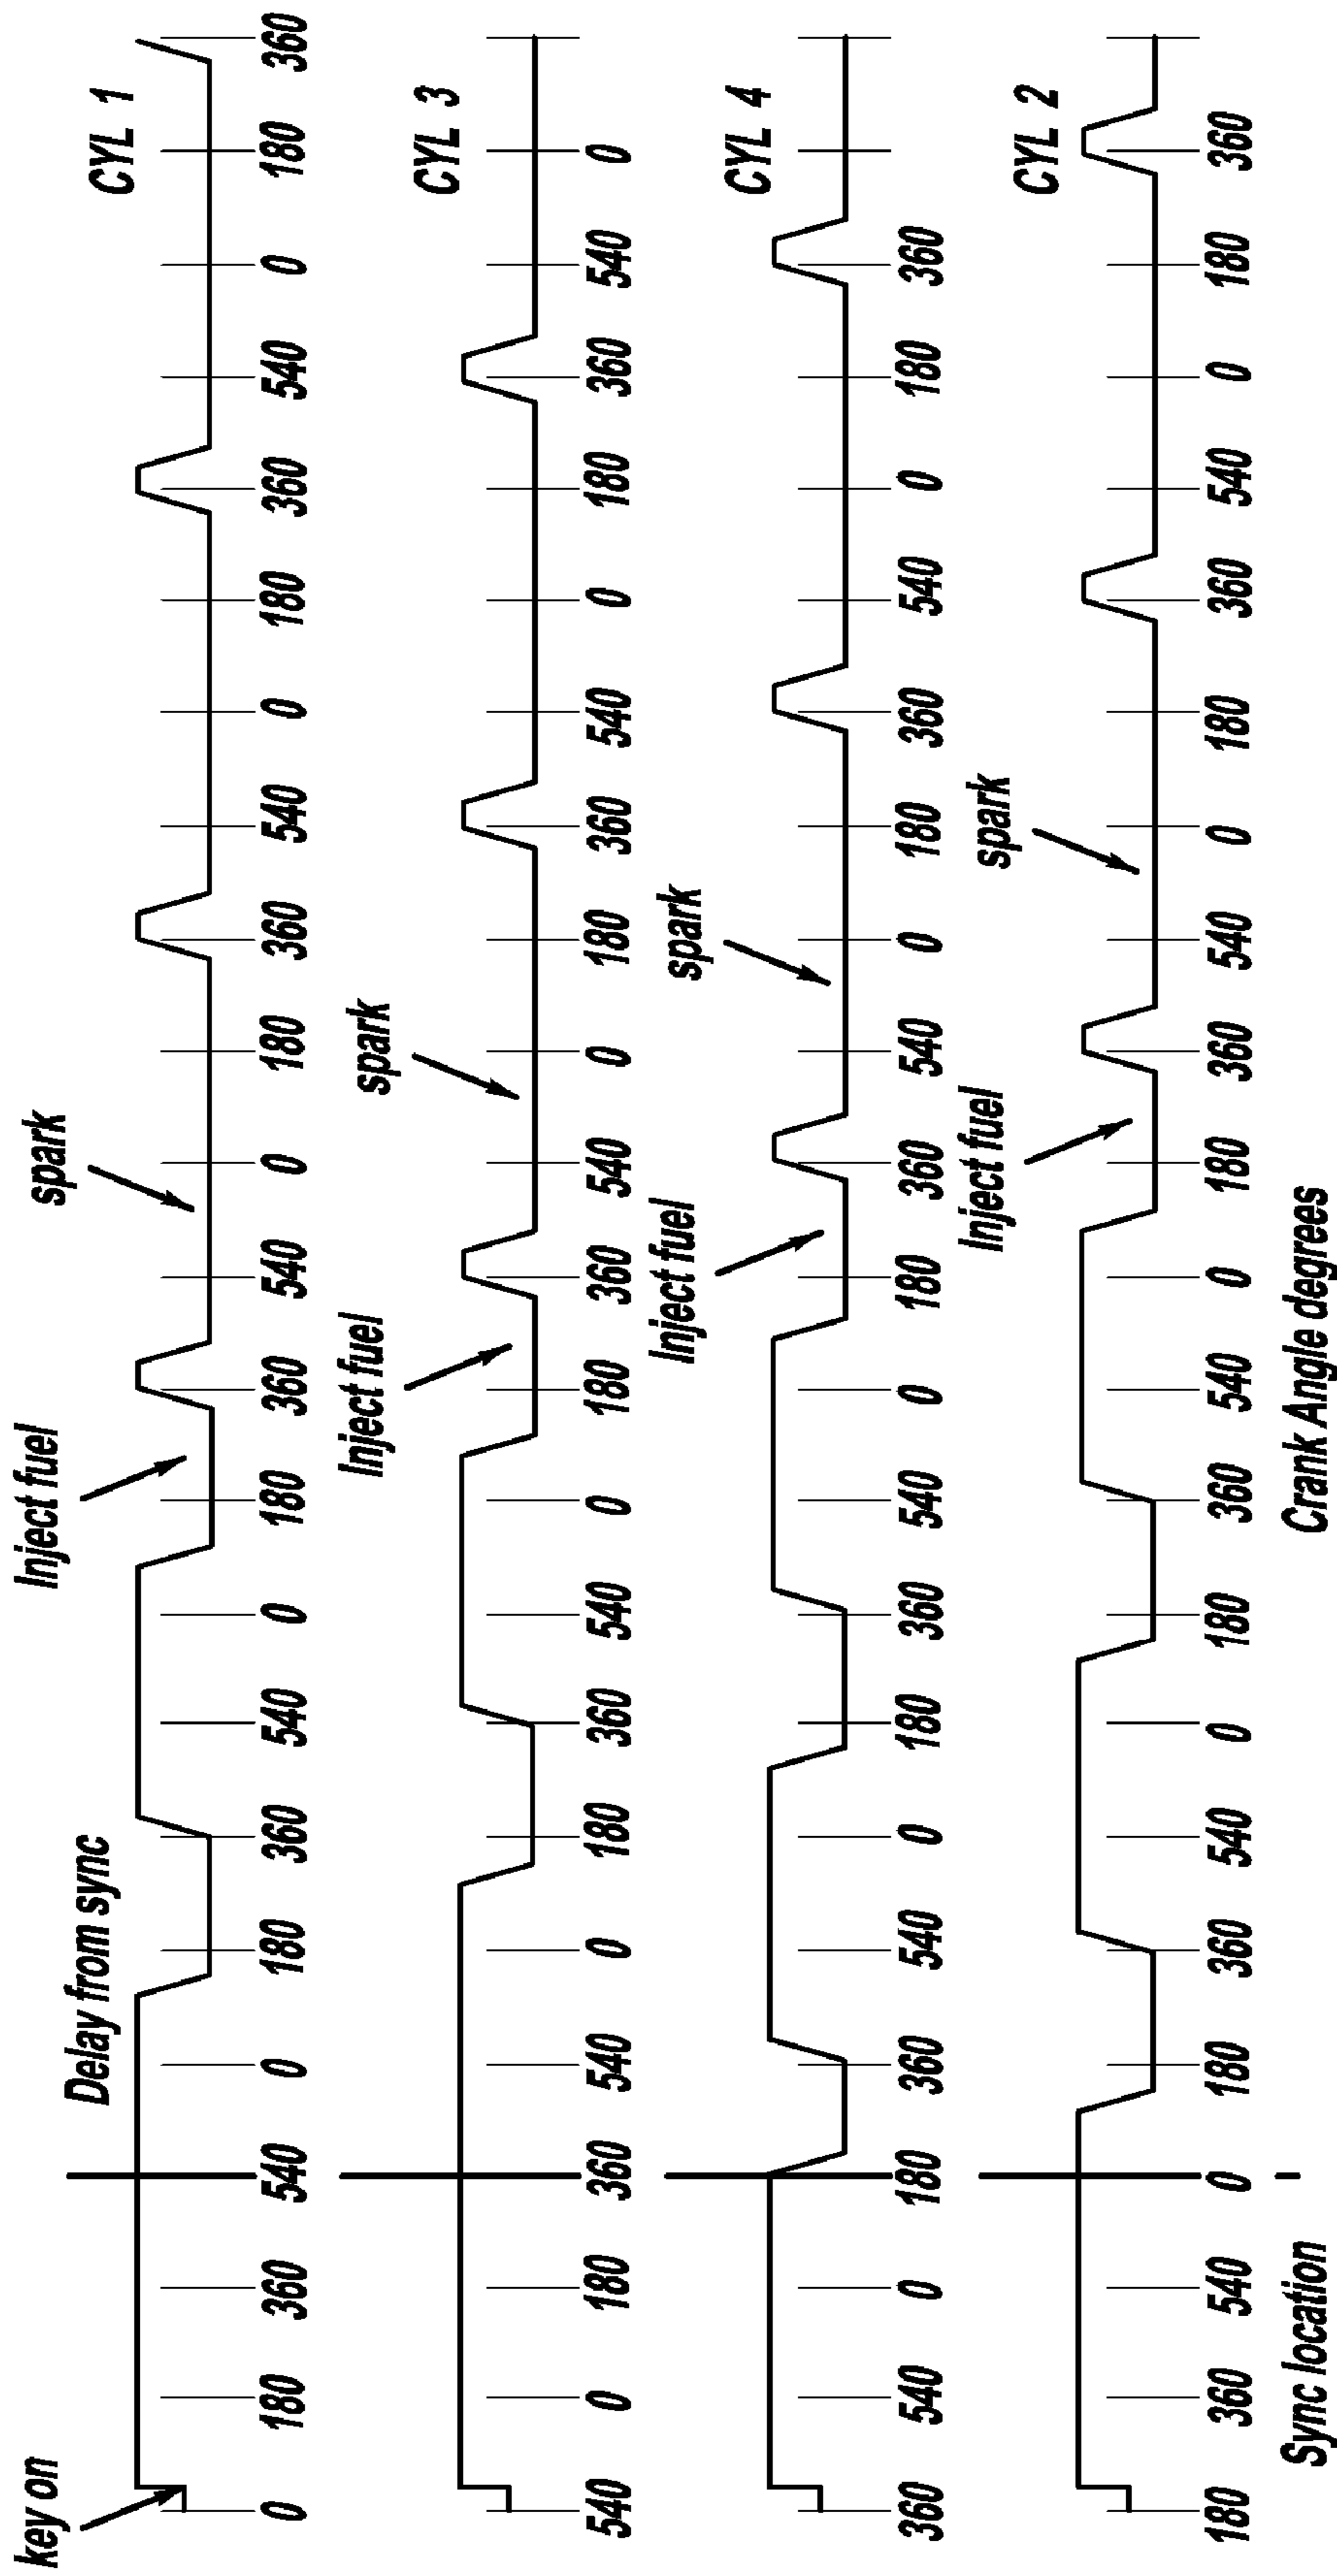 key on
Delay from sync
Inject fuel
spark
CYL 1
0 180 360 540 0 180 360 540 0 180 360 540 0 180 360 540 0 180 360 540 0 180 360
Inject fuel
spark
CYL 3
540 0 180 360 540 0 180 360 540 0 180 360 540 0 180 360 540 0 180 360 540 0
Inject fuel
spark
CYL 4
360 540 0 180 360 540 0 180 360 540 0 180 360 540 0 180 360 540 0 180 360
Inject fuel
spark
CYL 2
180 360 540 0 180 360 540 0 180 360 540 0 180 360 540 0 180 360 540 0 180 360
Sync location
Crank Angle degrees